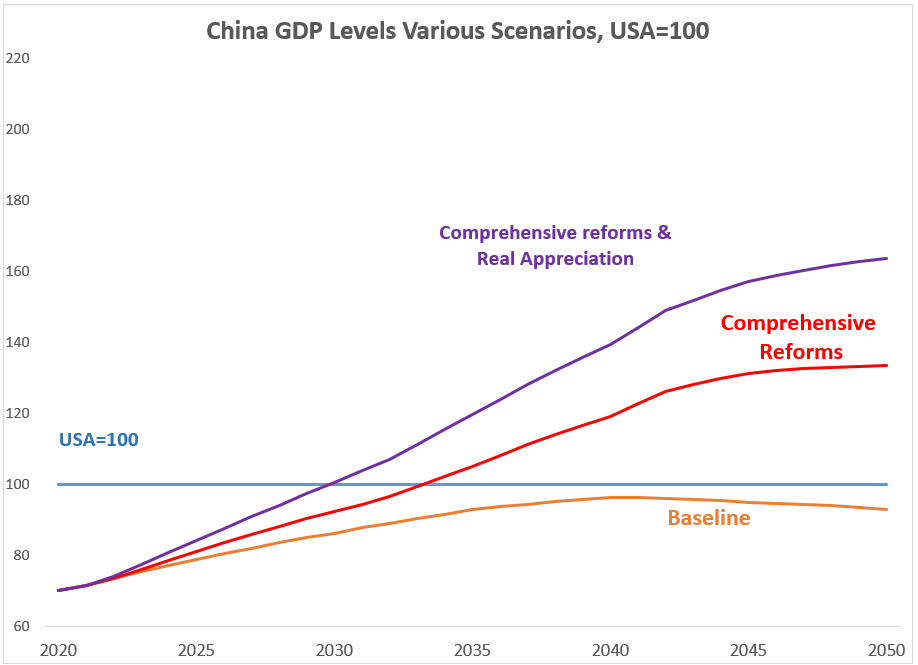 China GDP Levels Various Scenarios, USA=100
220
200
180
Comprehensive reforms &
Real Appreciation
160
Comprehensive
Reforms
140
120
USA=100
100
Baseline
80
60
2020 2025 2030 2035 2040 2045 2050